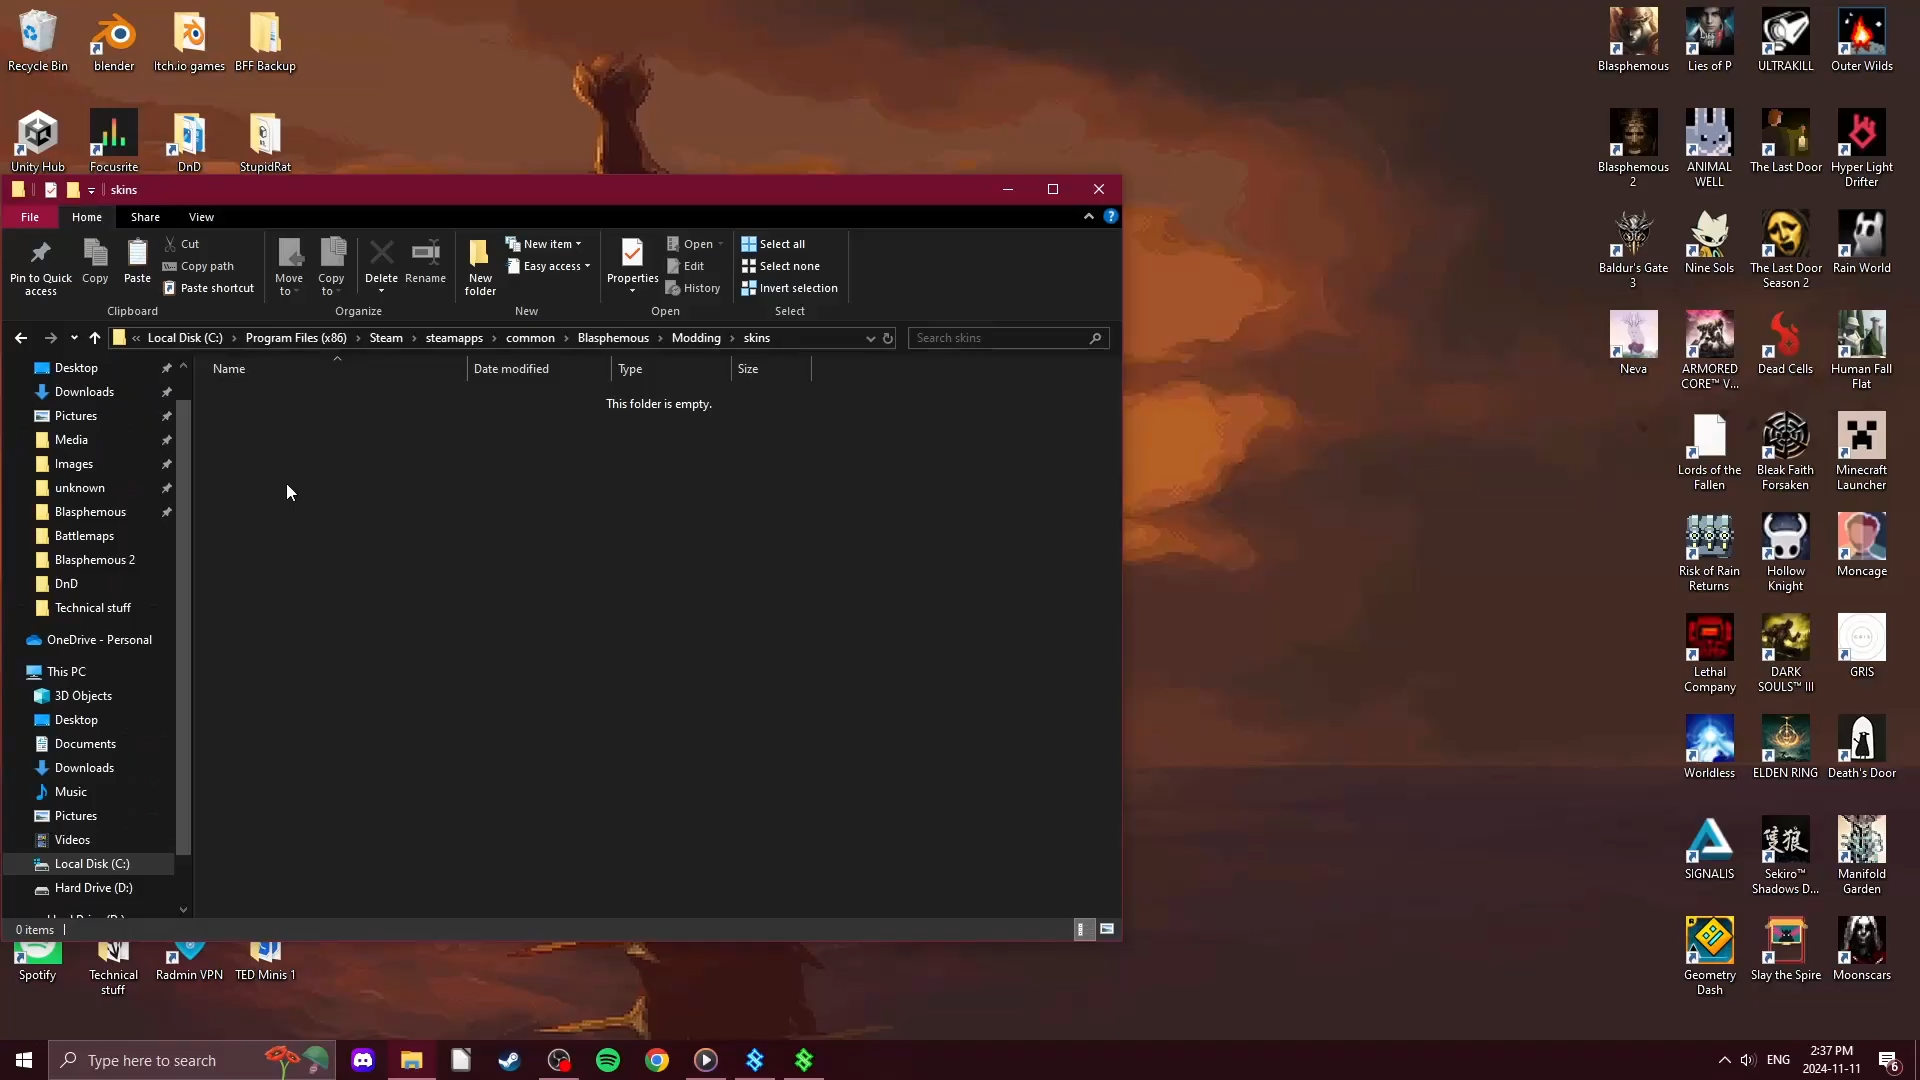 Recycle Bin
blender
Itch.io games
BFF Backup
Unity Hub
Focusrite
DnD
StupidRat
skins
File
Home
Share
View
Pin to Quick
access
Copy
Paste
Cut
Copy path
Paste shortcut
Clipboard
Move
to
Copy
to
Delete
Rename
Organize
New
folder
New item
Easy access
New
Properties
Open
Edit
History
Open
Select all
Select none
Invert selection
Select
« Local Disk (C:) › Program Files (x86) › Steam › steamapps › common › Blasphemous › Modding › skins
Search skins
Name
Date modified
Type
Size
This folder is empty.
Desktop
Downloads
Pictures
Media
Images
unknown
Blasphemous
Battlemaps
Blasphemous 2
DnD
Technical stuff
OneDrive - Personal
This PC
3D Objects
Desktop
Documents
Downloads
Music
Pictures
Videos
Local Disk (C:)
Hard Drive (D:)
0 items
Spotify
Technical
stuff
Radmin VPN
TED Minis 1
Blasphemous
Lies of P
ULTRAKILL
Outer Wilds
Blasphemous
2
ANIMAL
WELL
The Last Door
Hyper Light
Drifter
Baldur's Gate
3
Nine Sols
The Last Door
Season 2
Rain World
Neva
ARMORED
CORE™ V...
Dead Cells
Human Fall
Flat
Lords of the
Fallen
Bleak Faith
Forsaken
Minecraft
Launcher
Risk of Rain
Returns
Hollow
Knight
Moncage
Lethal
Company
DARK
SOULS™ III
GRIS
Worldless
ELDEN RING
Death's Door
SIGNALIS
Sekiro™
Shadows D...
Manifold
Garden
Geometry
Dash
Slay the Spire
Moonscars
Type here to search
ENG
2:37 PM
2024-11-11
6